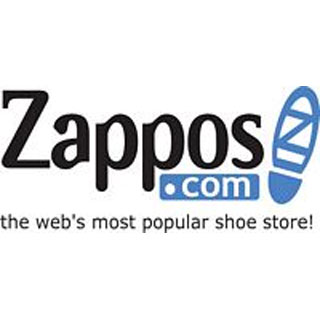 Zappos
.com
the web's most popular shoe store!